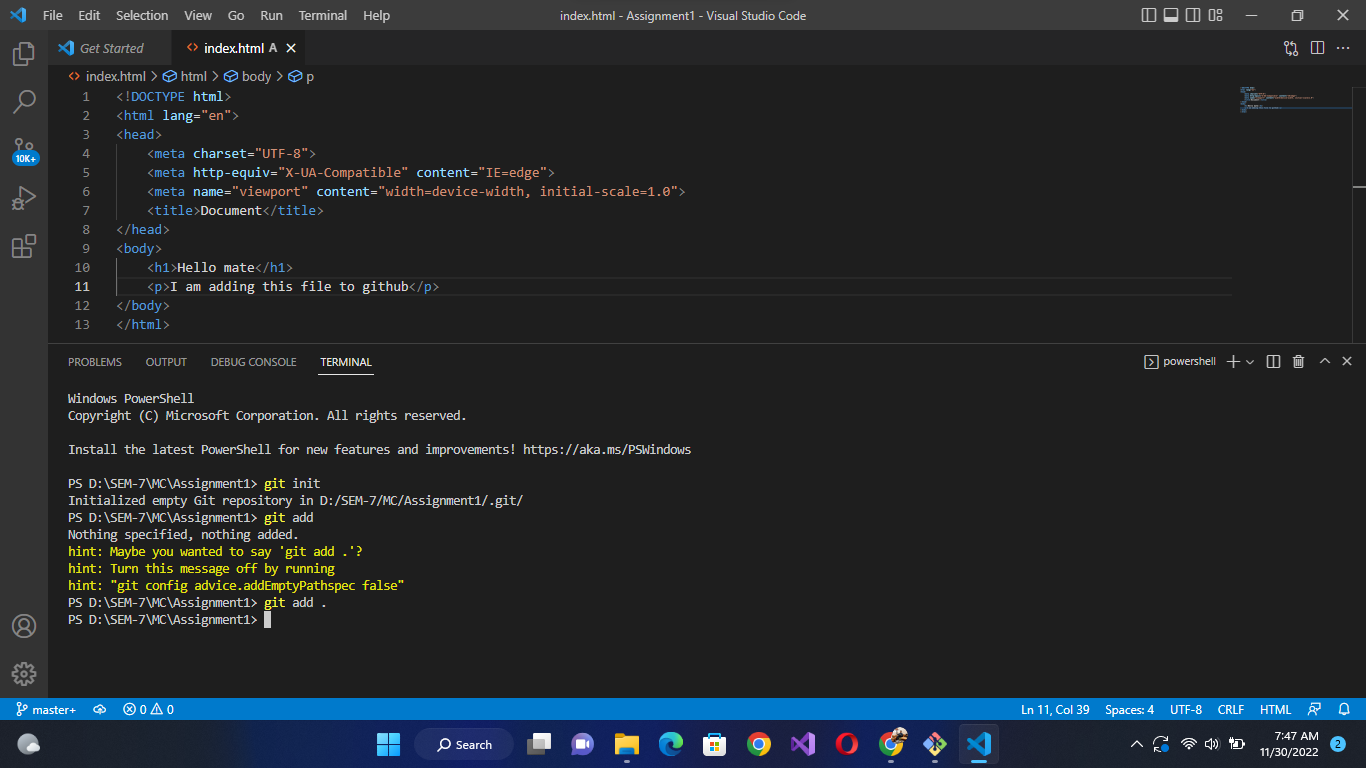 File Edit Selection View Go Run Terminal Help index.html - Assignment1 - Visual Studio Code
Get Started index.html A
index.html > html > body > p
1 <!DOCTYPE html>
2 <html lang="en">
3 <head>
4     <meta charset="UTF-8">
5     <meta http-equiv="X-UA-Compatible" content="IE=edge">
6     <meta name="viewport" content="width=device-width, initial-scale=1.0">
7     <title>Document</title>
8 </head>
9 <body>
10     <h1>Hello mate</h1>
11     <p>I am adding this file to github</p>
12 </body>
13 </html>
10K+
PROBLEMS OUTPUT DEBUG CONSOLE TERMINAL powershell
Windows PowerShell
Copyright (C) Microsoft Corporation. All rights reserved.
Install the latest PowerShell for new features and improvements! https://aka.ms/PSWindows
PS D:\SEM-7\MC\Assignment1> git init
Initialized empty Git repository in D:/SEM-7/MC/Assignment1/.git/
PS D:\SEM-7\MC\Assignment1> git add
Nothing specified, nothing added.
hint: Maybe you wanted to say 'git add .'?
hint: Turn this message off by running
hint: "git config advice.addEmptyPathspec false"
PS D:\SEM-7\MC\Assignment1> git add .
PS D:\SEM-7\MC\Assignment1>
master+ 0 0 Ln 11, Col 39 Spaces: 4 UTF-8 CRLF HTML
Search 7:47 AM
11/30/2022 2